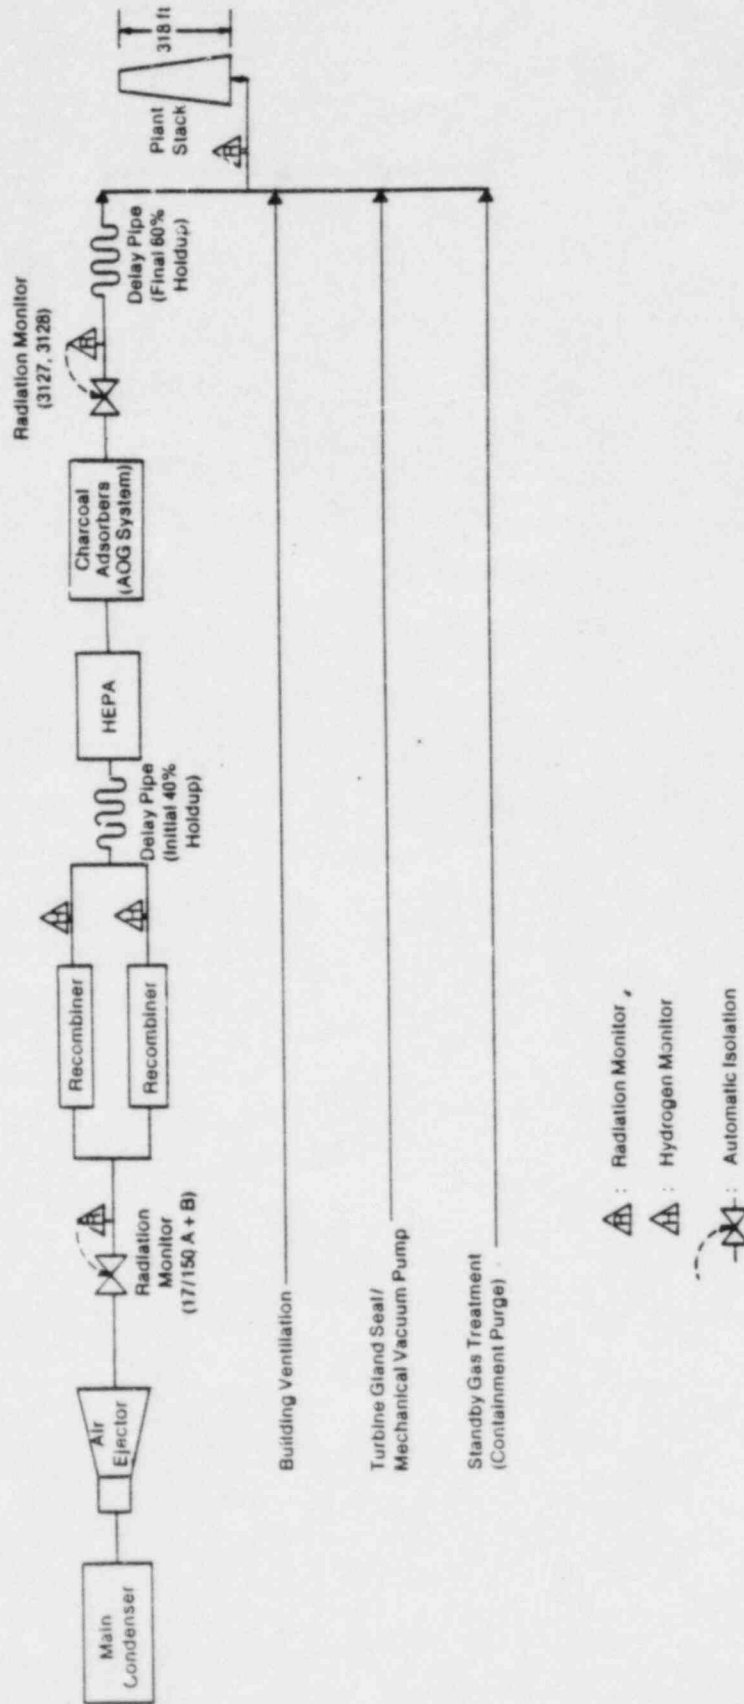 Main
Condenser
Air
Ejector
Radiation
Monitor
(17/150 A + B)
Recombiner
Recombiner
Delay Pipe
(Initial 40%
Holdup)
HEPA
Charcoal
Adsorbers
(AOG System)
Radiation Monitor
(3127, 3128)
Delay Pipe
(Final 60%
Holdup)
Plant
Stack
318 ft
Building Ventilation
Turbine Gland Seal/
Mechanical Vacuum Pump
Standby Gas Treatment
(Containment Purge)
R : Radiation Monitor
H : Hydrogen Monitor
: Automatic Isolation